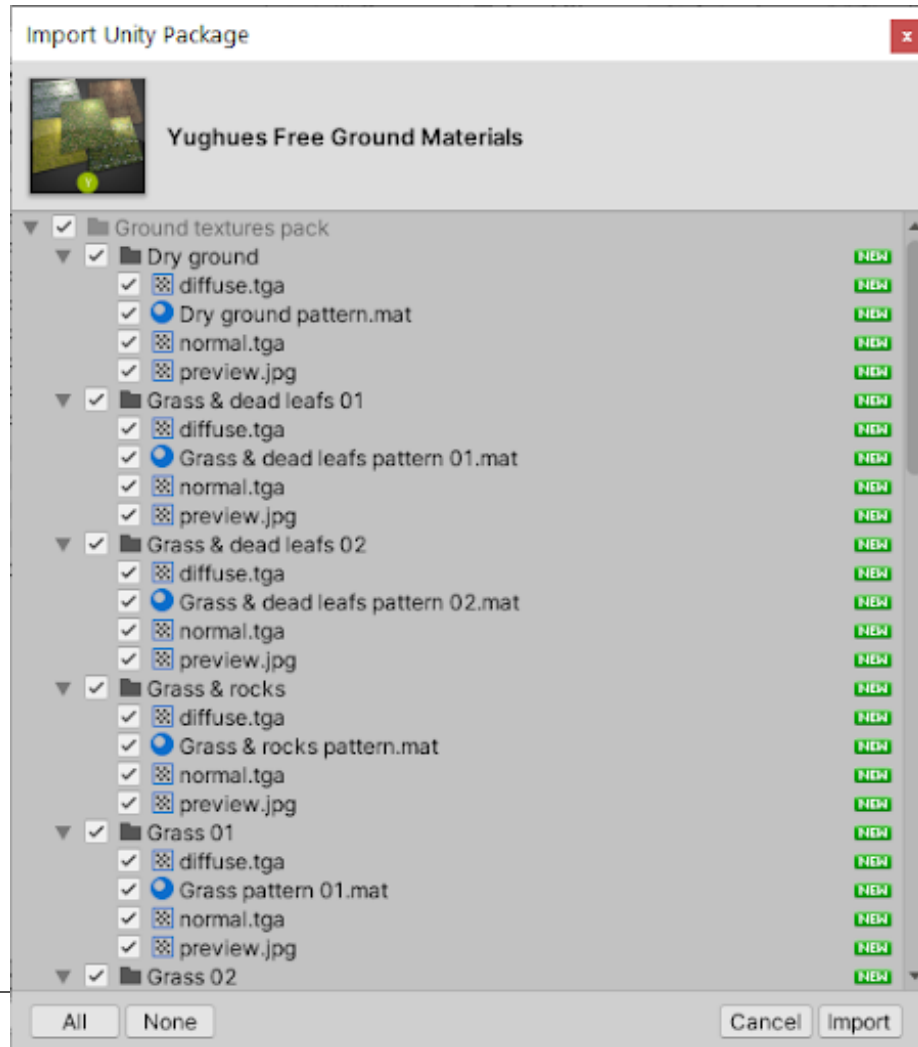 Import Unity Package
x
Yughues Free Ground Materials
Y
Ground textures pack
Dry ground NEW
diffuse.tga NEW
Dry ground pattern.mat NEW
normal.tga NEW
preview.jpg NEW
Grass & dead leafs 01 NEW
diffuse.tga NEW
Grass & dead leafs pattern 01.mat NEW
normal.tga NEW
preview.jpg NEW
Grass & dead leafs 02 NEW
diffuse.tga NEW
Grass & dead leafs pattern 02.mat NEW
normal.tga NEW
preview.jpg NEW
Grass & rocks NEW
diffuse.tga NEW
Grass & rocks pattern.mat NEW
normal.tga NEW
preview.jpg NEW
Grass 01 NEW
diffuse.tga NEW
Grass pattern 01.mat NEW
normal.tga NEW
preview.jpg NEW
Grass 02 NEW
All None Cancel Import